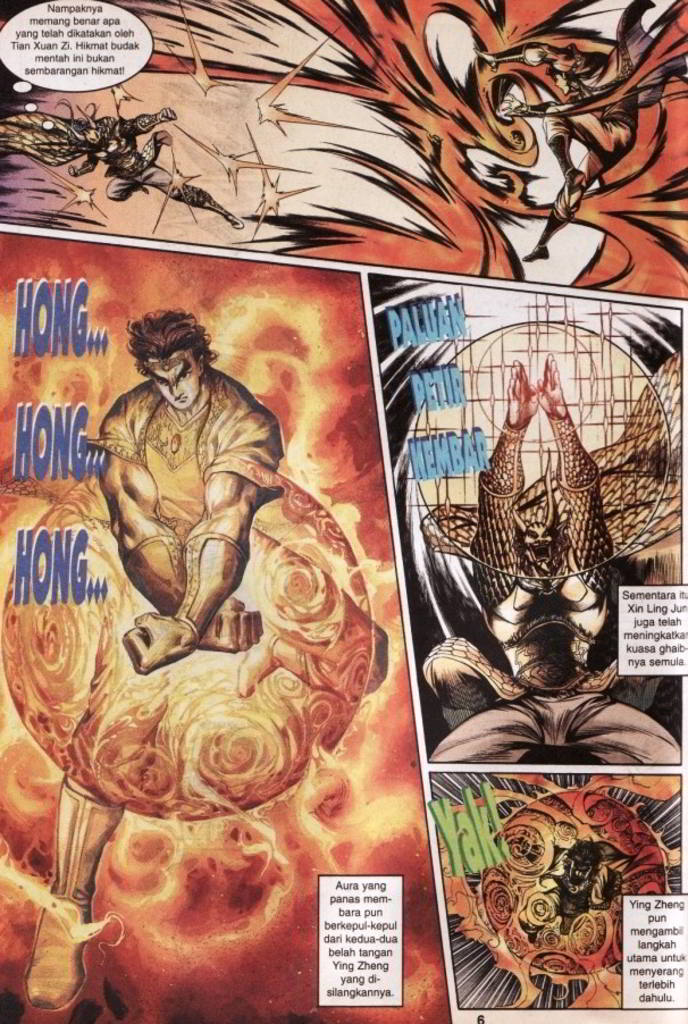 Nampaknya
memang benar apa
yang telah dikatakan oleh
Tian Xuan Zi. Hikmat budak
mentah ini bukan
sembarangan hikmat!
HONG...
HONG...
HONG...
Aura yang
panas mem-
bara pun
berkepul-kepul
dari kedua-dua
belah tangan
Ying Zheng
yang di-
silangkannya.
PALUAN
PETIR
KEMBAR
Sementara itu
Xin Ling Jun
juga telah
meningkatkan
kuasa ghaib-
nya semula.
Yak!
Ying Zheng
pun
mengambil
langkah
utama untuk
menyerang
terlebih
dahulu.
6